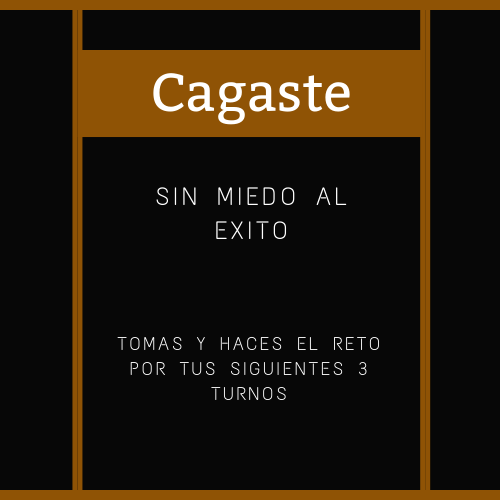 Cagaste
SIN MIEDO AL
EXITO
TOMAS Y HACES EL RETO
POR TUS SIGUIENTES 3
TURNOS